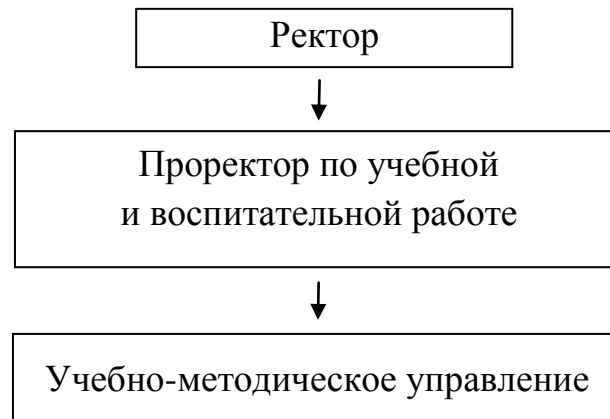 Ректор
Проректор по учебной
и воспитательной работе
Учебно-методическое управление